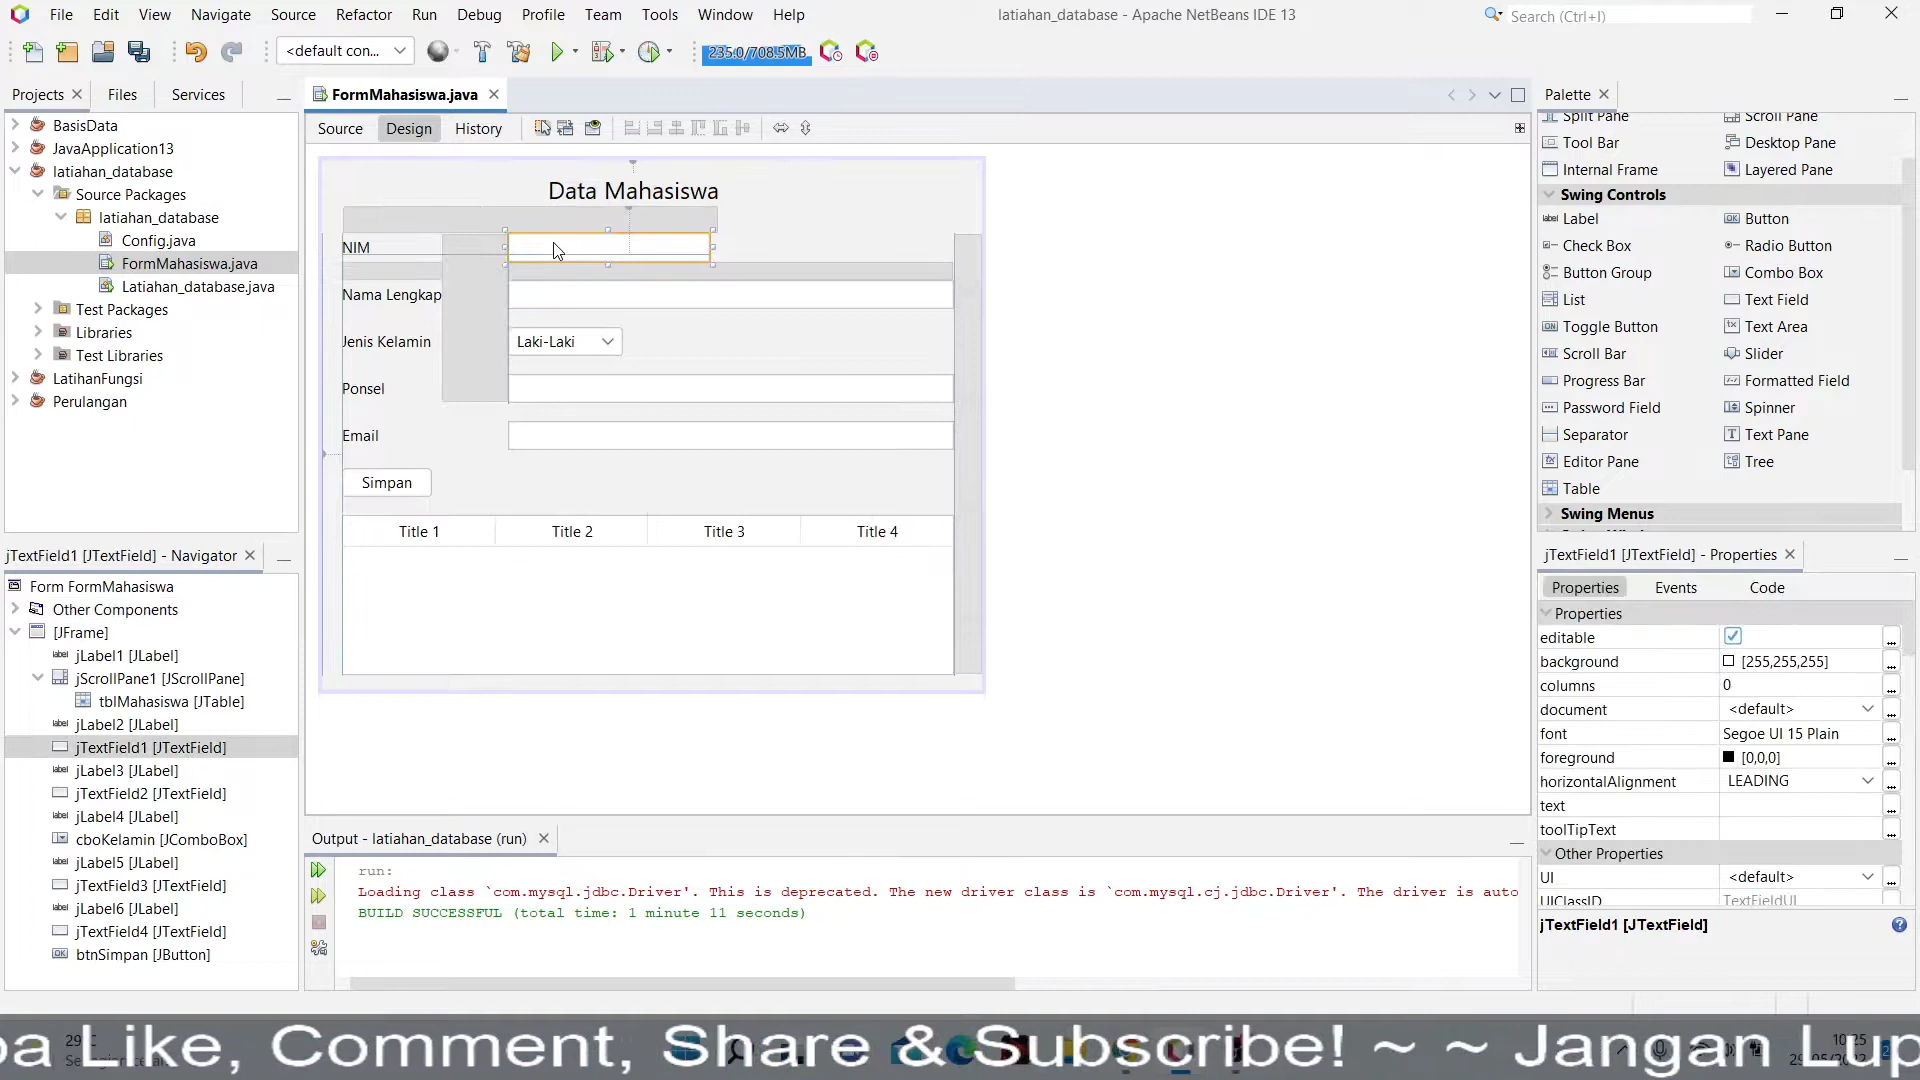 File Edit View Navigate Source Refactor Run Debug Profile Team Tools Window Help
latiahan_database - Apache NetBeans IDE 13
Search (Ctrl+I)
<default con...
235.0/708.5MB
Projects
Files
Services
FormMahasiswa.java
Palette
Source
Design
History
BasisData
JavaApplication13
latiahan_database
Source Packages
latiahan_database
Config.java
FormMahasiswa.java
Latiahan_database.java
Test Packages
Libraries
Test Libraries
LatihanFungsi
Perulangan
Data Mahasiswa
NIM
Nama Lengkap
Jenis Kelamin
Laki-Laki
Ponsel
Email
Simpan
Title 1 Title 2 Title 3 Title 4
Split Pane Scroll Pane
Tool Bar Desktop Pane
Internal Frame Layered Pane
Swing Controls
Label Button
Check Box Radio Button
Button Group Combo Box
List Text Field
Toggle Button Text Area
Scroll Bar Slider
Progress Bar Formatted Field
Password Field Spinner
Separator Text Pane
Editor Pane Tree
Table
Swing Menus
jTextField1 [JTextField] - Navigator
Form FormMahasiswa
Other Components
[JFrame]
jLabel1 [JLabel]
jScrollPane1 [JScrollPane]
tblMahasiswa [JTable]
jLabel2 [JLabel]
jTextField1 [JTextField]
jLabel3 [JLabel]
jTextField2 [JTextField]
jLabel4 [JLabel]
cboKelamin [JComboBox]
jLabel5 [JLabel]
jTextField3 [JTextField]
jLabel6 [JLabel]
jTextField4 [JTextField]
btnSimpan [JButton]
jTextField1 [JTextField] - Properties
Properties Events Code
Properties
editable
background [255,255,255]
columns 0
document <default>
font Segoe UI 15 Plain
foreground [0,0,0]
horizontalAlignment LEADING
text
toolTipText
Other Properties
UI <default>
UIClassID TextFieldUI
jTextField1 [JTextField]
Output - latiahan_database (run)
run:
Loading class `com.mysql.jdbc.Driver'. This is deprecated. The new driver class is `com.mysql.cj.jdbc.Driver'. The driver is auto
BUILD SUCCESSFUL (total time: 1 minute 11 seconds)
pa Like, Comment, Share & Subscribe! ~ ~ Jangan Lup
10:25